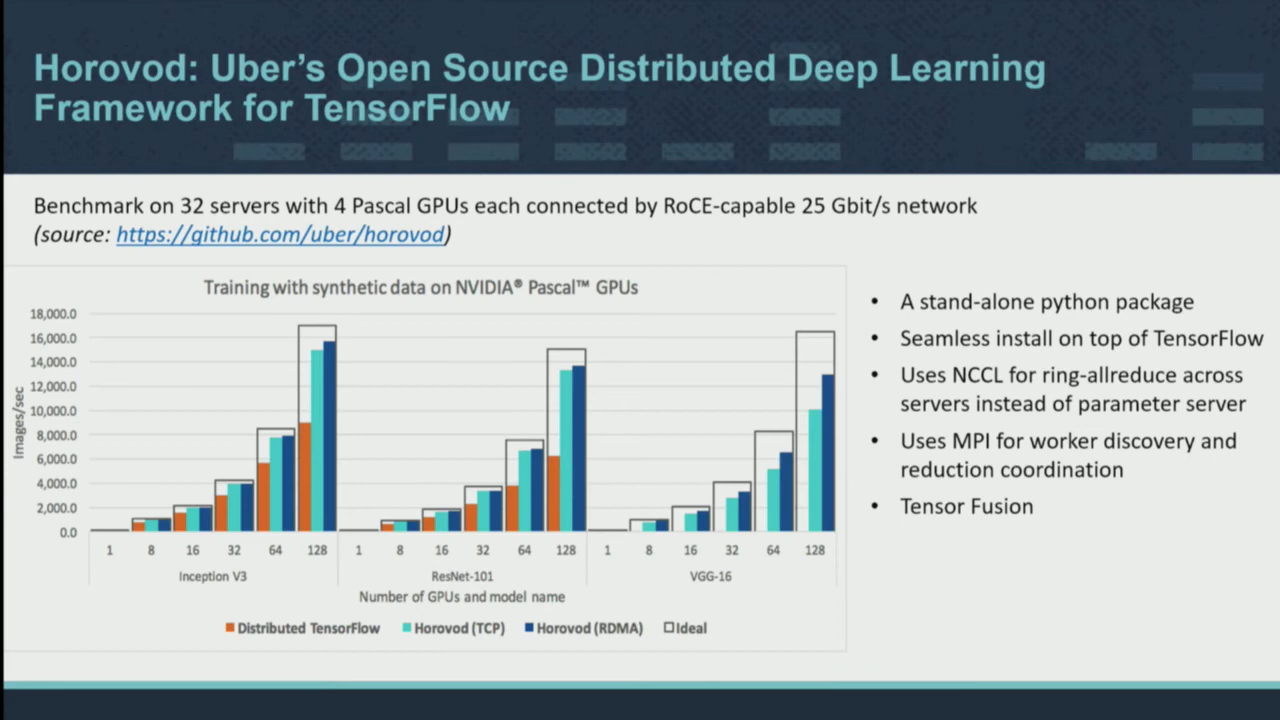 Horovod: Uber's Open Source Distributed Deep Learning
Framework for TensorFlow
Benchmark on 32 servers with 4 Pascal GPUs each connected by RoCE-capable 25 Gbit/s network
(source: https://github.com/uber/horovod)
Training with synthetic data on NVIDIA® Pascal™ GPUs
Images/sec
18,000.0
16,000.0
14,000.0
12,000.0
10,000.0
8,000.0
6,000.0
4,000.0
2,000.0
0.0
1 8 16 32 64 128 1 8 16 32 64 128 1 8 16 32 64 128
Inception V3 ResNet-101 VGG-16
Number of GPUs and model name
Distributed TensorFlow Horovod (TCP) Horovod (RDMA) Ideal
• A stand-alone python package
• Seamless install on top of TensorFlow
• Uses NCCL for ring-allreduce across
servers instead of parameter server
• Uses MPI for worker discovery and
reduction coordination
• Tensor Fusion